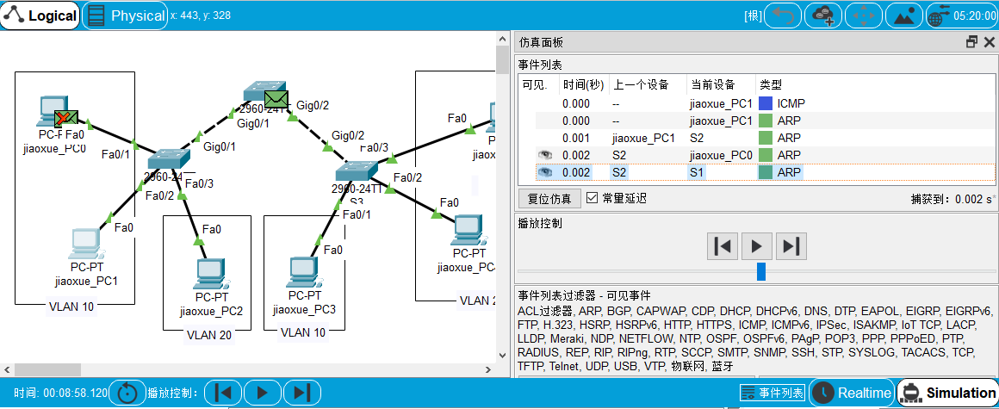 Logical Physical x: 443, y: 328 [根] 05:20:00
仿真面板
事件列表
可见. 时间(秒) 上一个设备 当前设备 类型
0.000 -- jiaoxue_PC1 ICMP
0.000 -- jiaoxue_PC1 ARP
0.001 jiaoxue_PC1 S2 ARP
0.002 S2 jiaoxue_PC0 ARP
0.002 S2 S1 ARP
复位仿真 常量延迟 捕获到: 0.002 s*
播放控制
事件列表过滤器 - 可见事件
ACL过滤器, ARP, BGP, CAPWAP, CDP, DHCP, DHCPv6, DNS, DTP, EAPOL, EIGRP, EIGRPv6,
FTP, H.323, HSRP, HSRPv6, HTTP, HTTPS, ICMP, ICMPv6, IPSec, ISAKMP, IoT TCP, LACP,
LLDP, Meraki, NDP, NETFLOW, NTP, OSPF, OSPFv6, PAgP, POP3, PPP, PPPoED, PTP,
RADIUS, REP, RIP, RIPng, RTP, SCCP, SMTP, SNMP, SSH, STP, SYSLOG, TACACS, TCP,
TFTP, Telnet, UDP, USB, VTP, 物联网, 蓝牙
2960-24TT
Gig0/2
Gig0/1
Fa0
PC-PT
jiaoxue_PC0
Fa0/1
Gig0/1
Gig0/2
Fa0/3
Fa0
2960-24TT
Fa0/3
Fa0/2
2960-24TT
S3
Fa0/2
Fa0/1
Fa0
Fa0
PC-PT
jiaoxue_PC1
Fa0
PC-PT
jiaoxue_PC2
Fa0
PC-PT
jiaoxue_PC3
PC-PT
jiaoxue_PC4
VLAN 10
VLAN 20
VLAN 10
VLAN 2
时间: 00:08:58.120 播放控制: 事件列表 Realtime Simulation